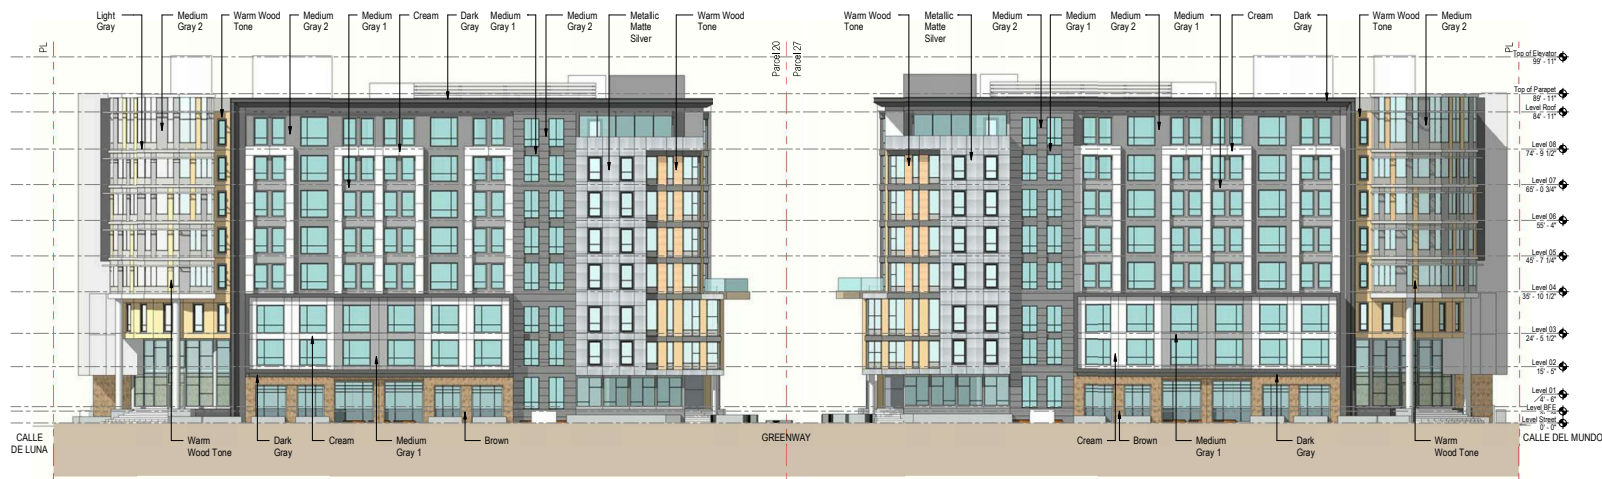 Light
Gray
Medium
Gray 2
Warm Wood
Tone
Medium
Gray 2
Medium
Gray 1
Cream
Dark
Gray
Medium
Gray 1
Medium
Gray 2
Metallic
Matte
Silver
Warm Wood
Tone
Warm Wood
Tone
Metallic
Matte
Silver
Medium
Gray 2
Medium
Gray 1
Medium
Gray 2
Medium
Gray 1
Cream
Dark
Gray
Warm Wood
Tone
Medium
Gray 2
PL
Parcel 20
Parcel 27
PL
Top of Elevator
99' - 11"
Top of Parapet
89' - 11"
Level Roof
84' - 11"
Level 08
74' - 9 1/2"
Level 07
65' - 0 3/4"
Level 06
55' - 4"
Level 05
45' - 7 1/4"
Level 04
35' - 10 1/2"
Level 03
24' - 5 1/2"
Level 02
15' - 5"
Level 01
4' - 6"
Level BFE
Level Street
0' - 0"
CALLE
DE LUNA
Warm
Wood Tone
Dark
Gray
Cream
Medium
Gray 1
Brown
GREENWAY
Cream
Brown
Medium
Gray 1
Dark
Gray
Warm
Wood Tone
CALLE DEL MUNDO